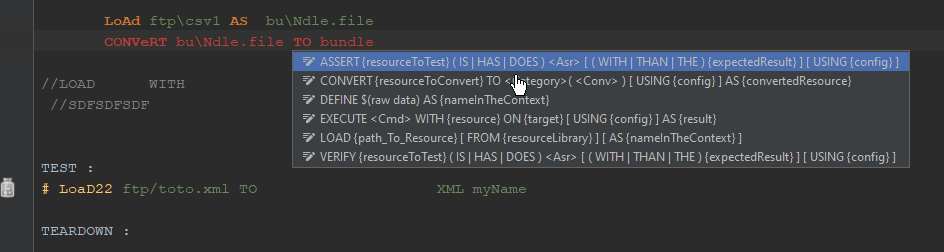 LoAd ftp\csv1 AS bu\Ndle.file
CONVeRT bu\Ndle.file TO bundle
ASSERT {resourceToTest} ( IS | HAS | DOES ) <Asr> [ ( WITH | THAN | THE ) {expectedResult} ] [ USING {config} ]
CONVERT {resourceToConvert} TO <category>( <Conv> ) [ USING {config} ] AS {convertedResource}
DEFINE $(raw data) AS {nameInTheContext}
EXECUTE <Cmd> WITH {resource} ON {target} [ USING {config} ] AS {result}
LOAD {path_To_Resource} [ FROM {resourceLibrary} ] [ AS {nameInTheContext} ]
VERIFY {resourceToTest} ( IS | HAS | DOES ) <Asr> [ ( WITH | THAN | THE ) {expectedResult} ] [ USING {config} ]
//LOAD WITH
//SDFSDFSDF
TEST :
# LoaD22 ftp/toto.xml TO XML myName
TEARDOWN :